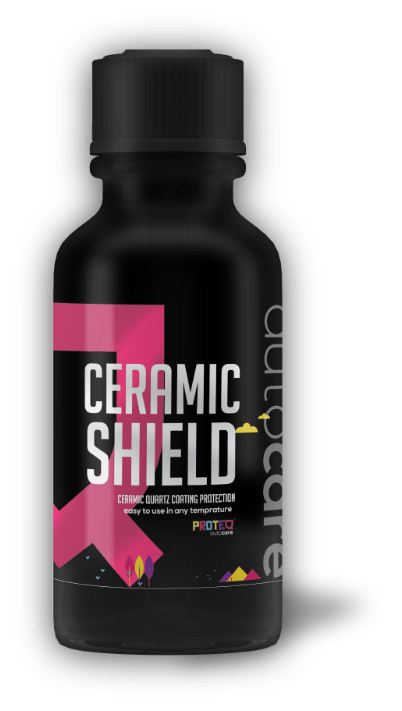 CERAMIC
SHIELD
CERAMIC QUARTZ COATING PROTECTION
easy to use in any temprature
PROTEQ
autocare
autocare